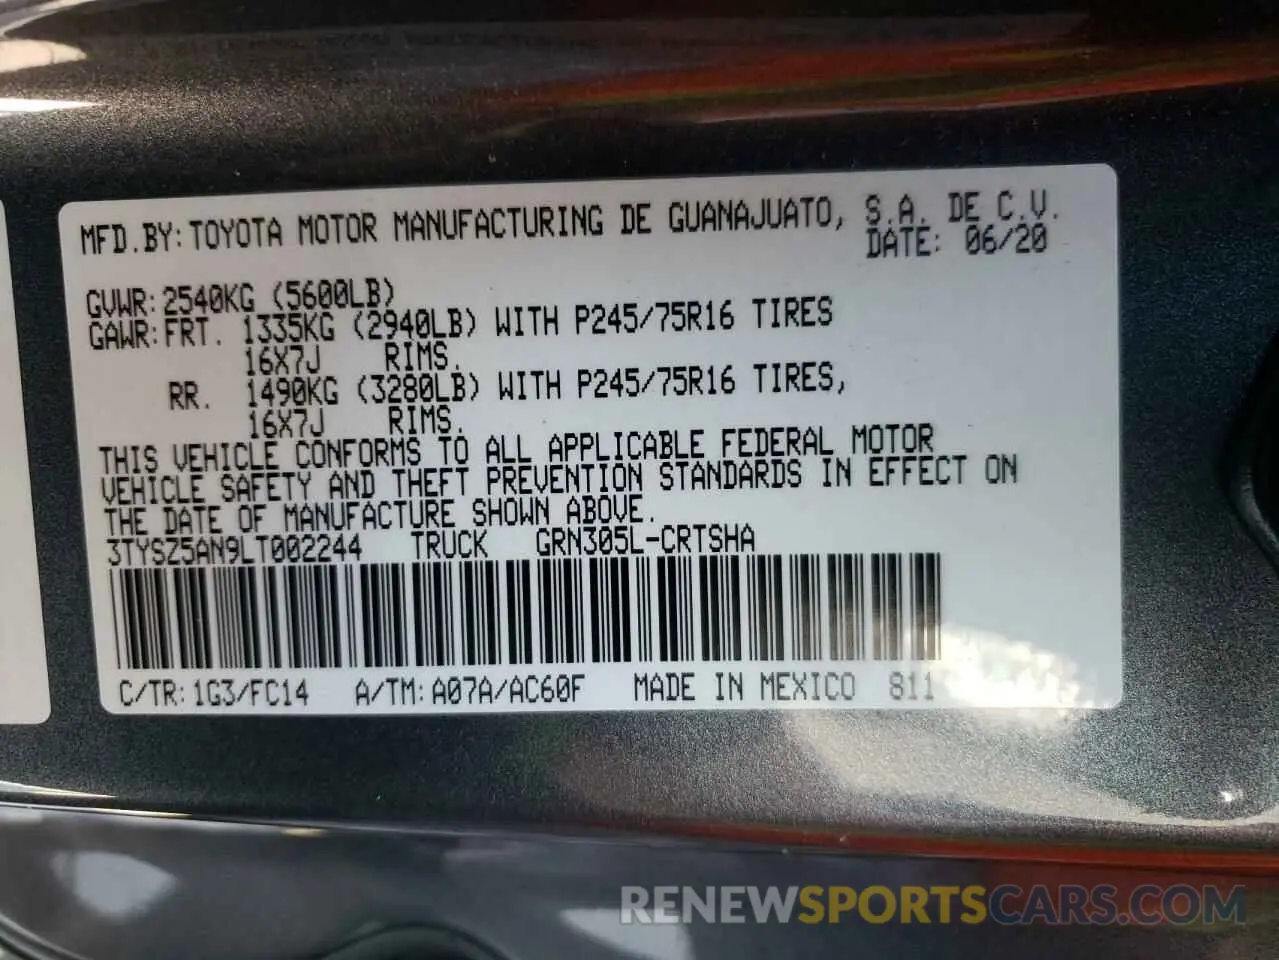 MFD.BY: TOYOTA MOTOR MANUFACTURING DE GUANAJUATO, S.A. DE C.V.
DATE: 06/20
GVWR: 2540KG (5600LB)
GAWR: FRT. 1335KG (2940LB) WITH P245/75R16 TIRES
16X7J RIMS.
RR. 1490KG (3280LB) WITH P245/75R16 TIRES,
16X7J RIMS.
THIS VEHICLE CONFORMS TO ALL APPLICABLE FEDERAL MOTOR
VEHICLE SAFETY AND THEFT PREVENTION STANDARDS IN EFFECT ON
THE DATE OF MANUFACTURE SHOWN ABOVE.
3TYSZ5AN9LT002244 TRUCK GRN305L-CRTSHA
C/TR: 1G3/FC14 A/TM: A07A/AC60F MADE IN MEXICO 811
RENEWSPORTSCARS.COM